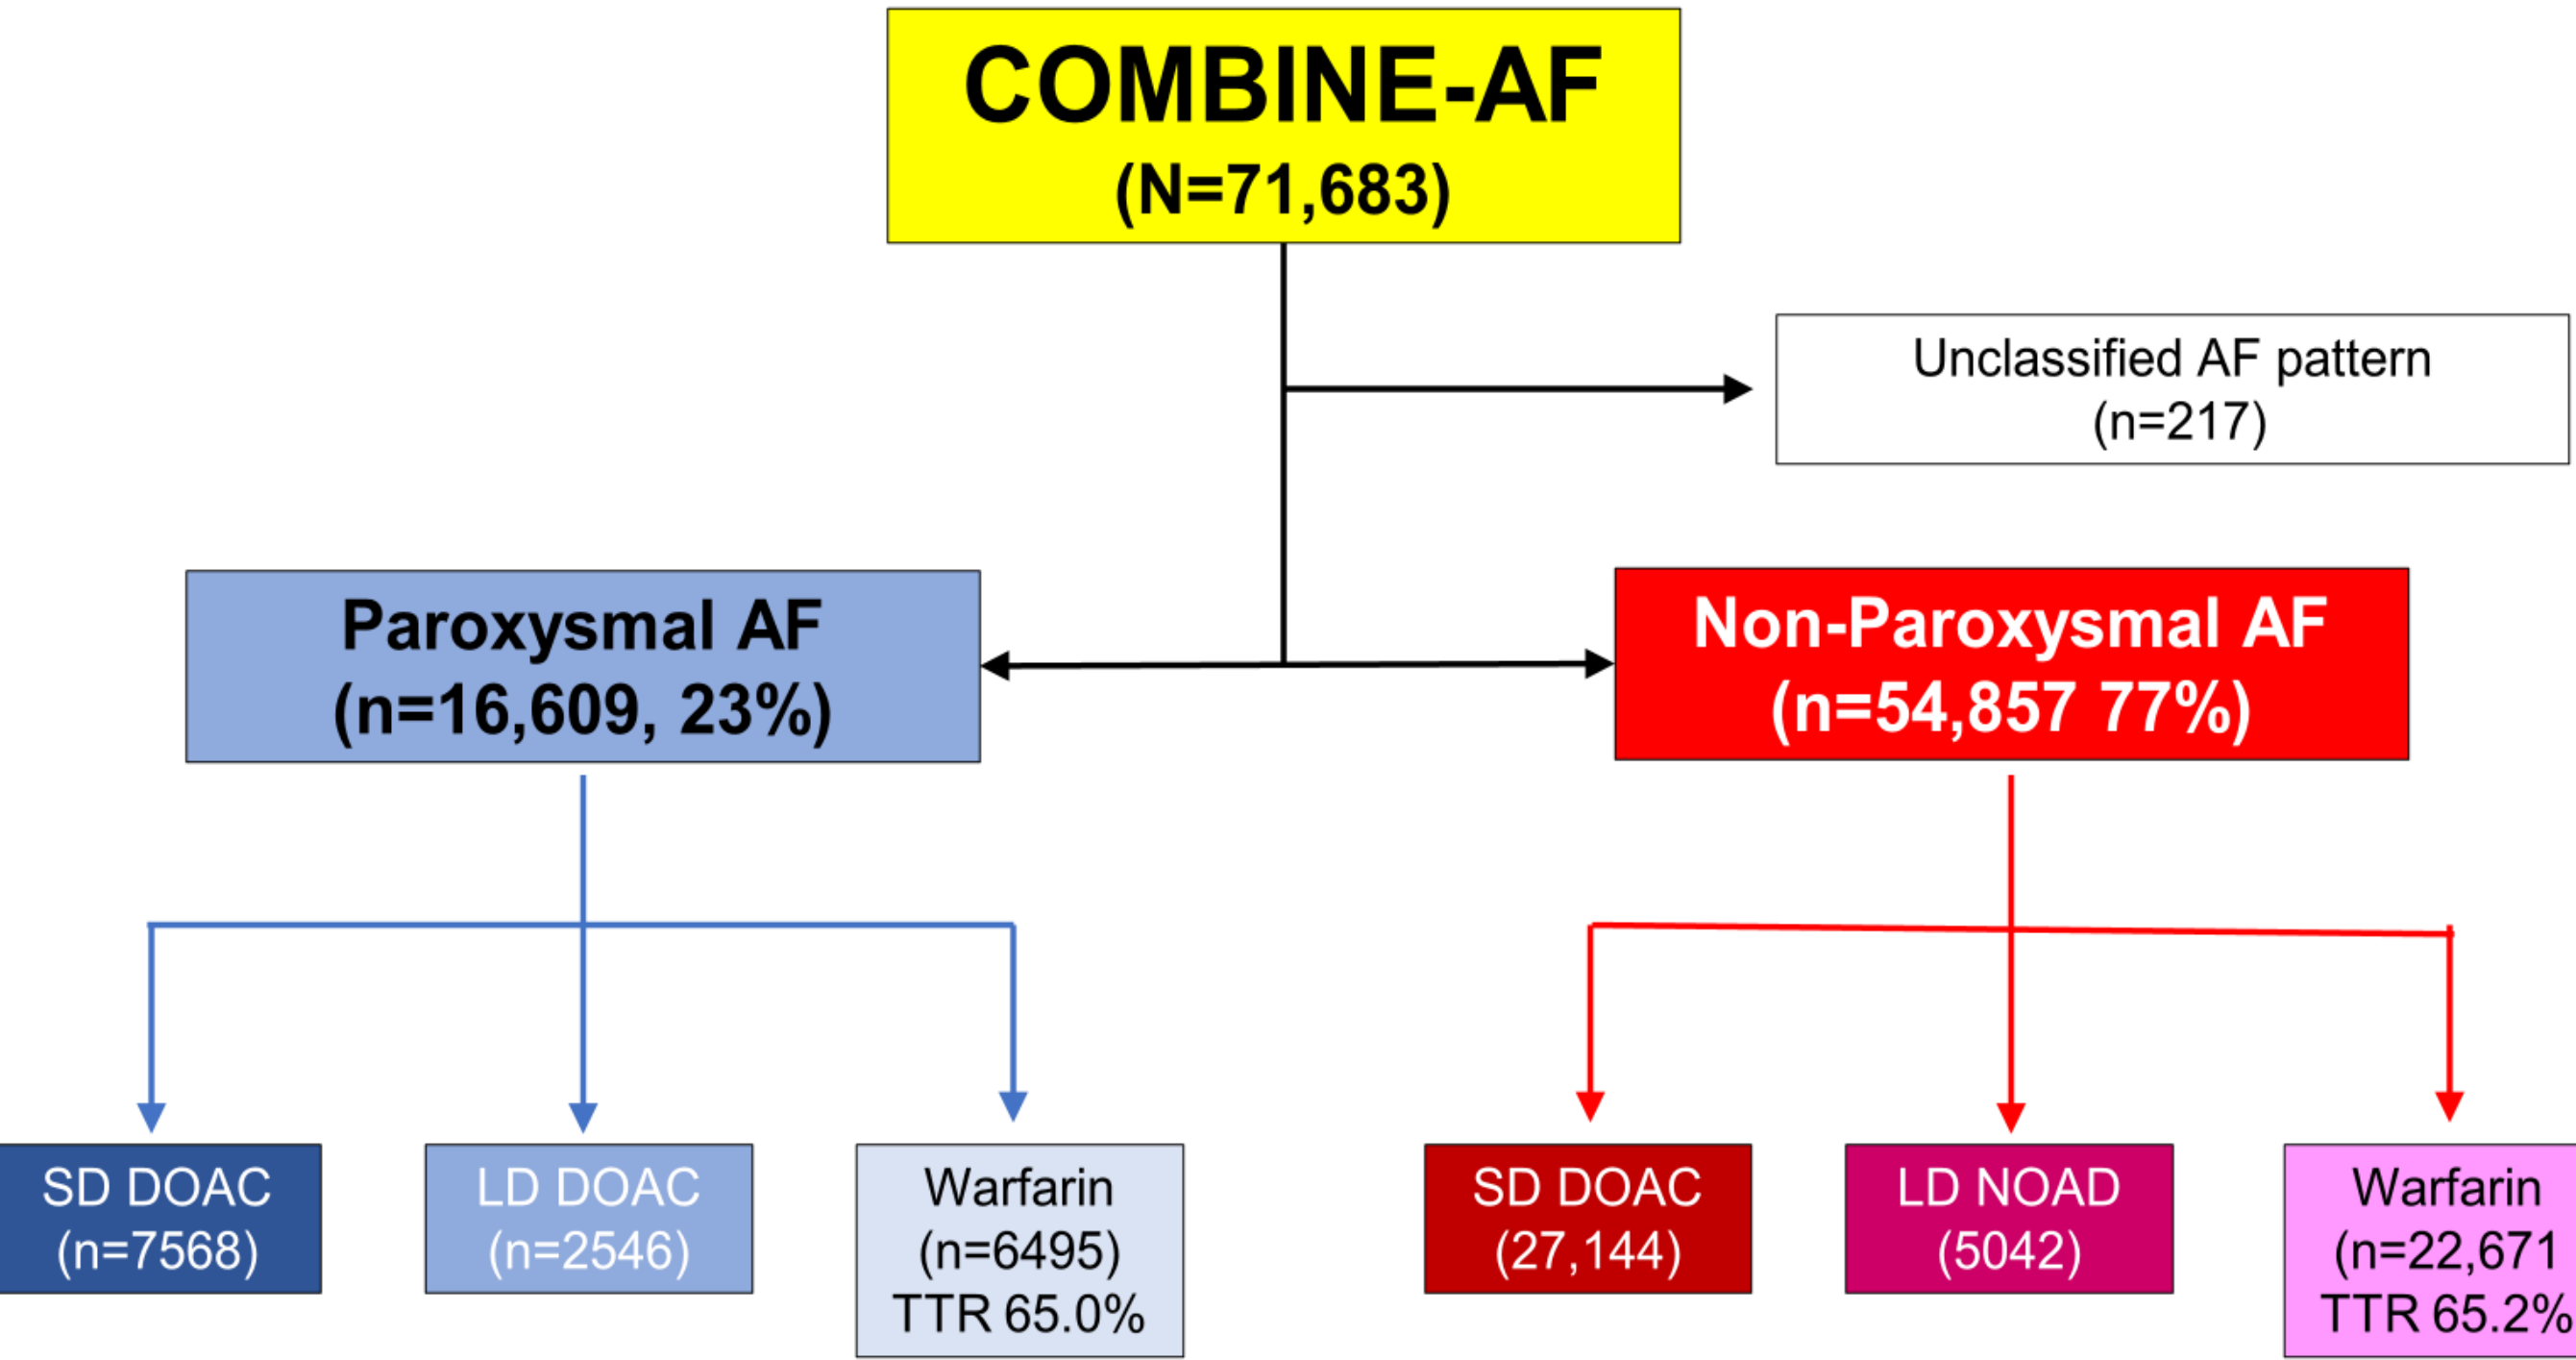 COMBINE-AF
(N=71,683)
Unclassified AF pattern
(n=217)
Paroxysmal AF
(n=16,609, 23%)
Non-Paroxysmal AF
(n=54,857 77%)
SD DOAC
(n=7568)
LD DOAC
(n=2546)
Warfarin
(n=6495)
TTR 65.0%
SD DOAC
(27,144)
LD NOAD
(5042)
Warfarin
(n=22,671
TTR 65.2%